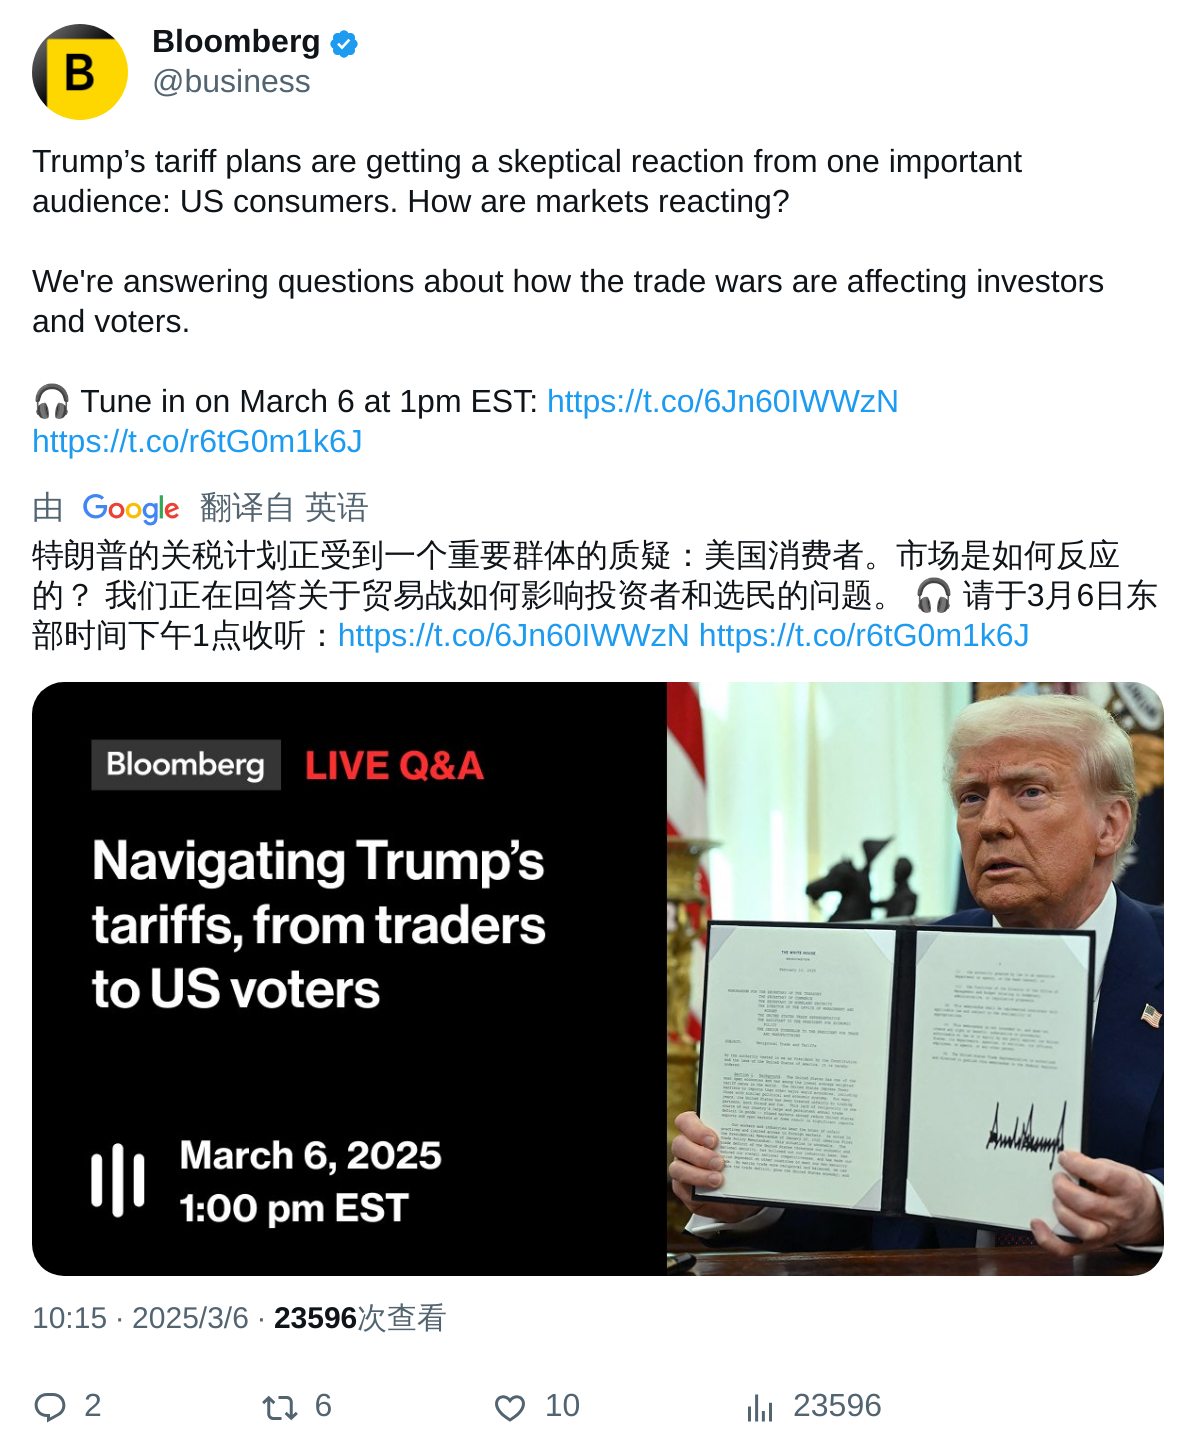 B
Bloomberg
@business
Trump’s tariff plans are getting a skeptical reaction from one important
audience: US consumers. How are markets reacting?
We're answering questions about how the trade wars are affecting investors
and voters.
🎧 Tune in on March 6 at 1pm EST: https://t.co/6Jn60IWWzN
https://t.co/r6tG0m1k6J
由 Google 翻译自 英语
特朗普的关税计划正受到一个重要群体的质疑：美国消费者。市场是如何反应
的？ 我们正在回答关于贸易战如何影响投资者和选民的问题。 🎧 请于3月6日东
部时间下午1点收听：https://t.co/6Jn60IWWzN https://t.co/r6tG0m1k6J
Bloomberg LIVE Q&A
Navigating Trump’s
tariffs, from traders
to US voters
March 6, 2025
1:00 pm EST
THE WHITE HOUSE
WASHINGTON
10:15 · 2025/3/6 · 23596次查看
2 6 10 23596